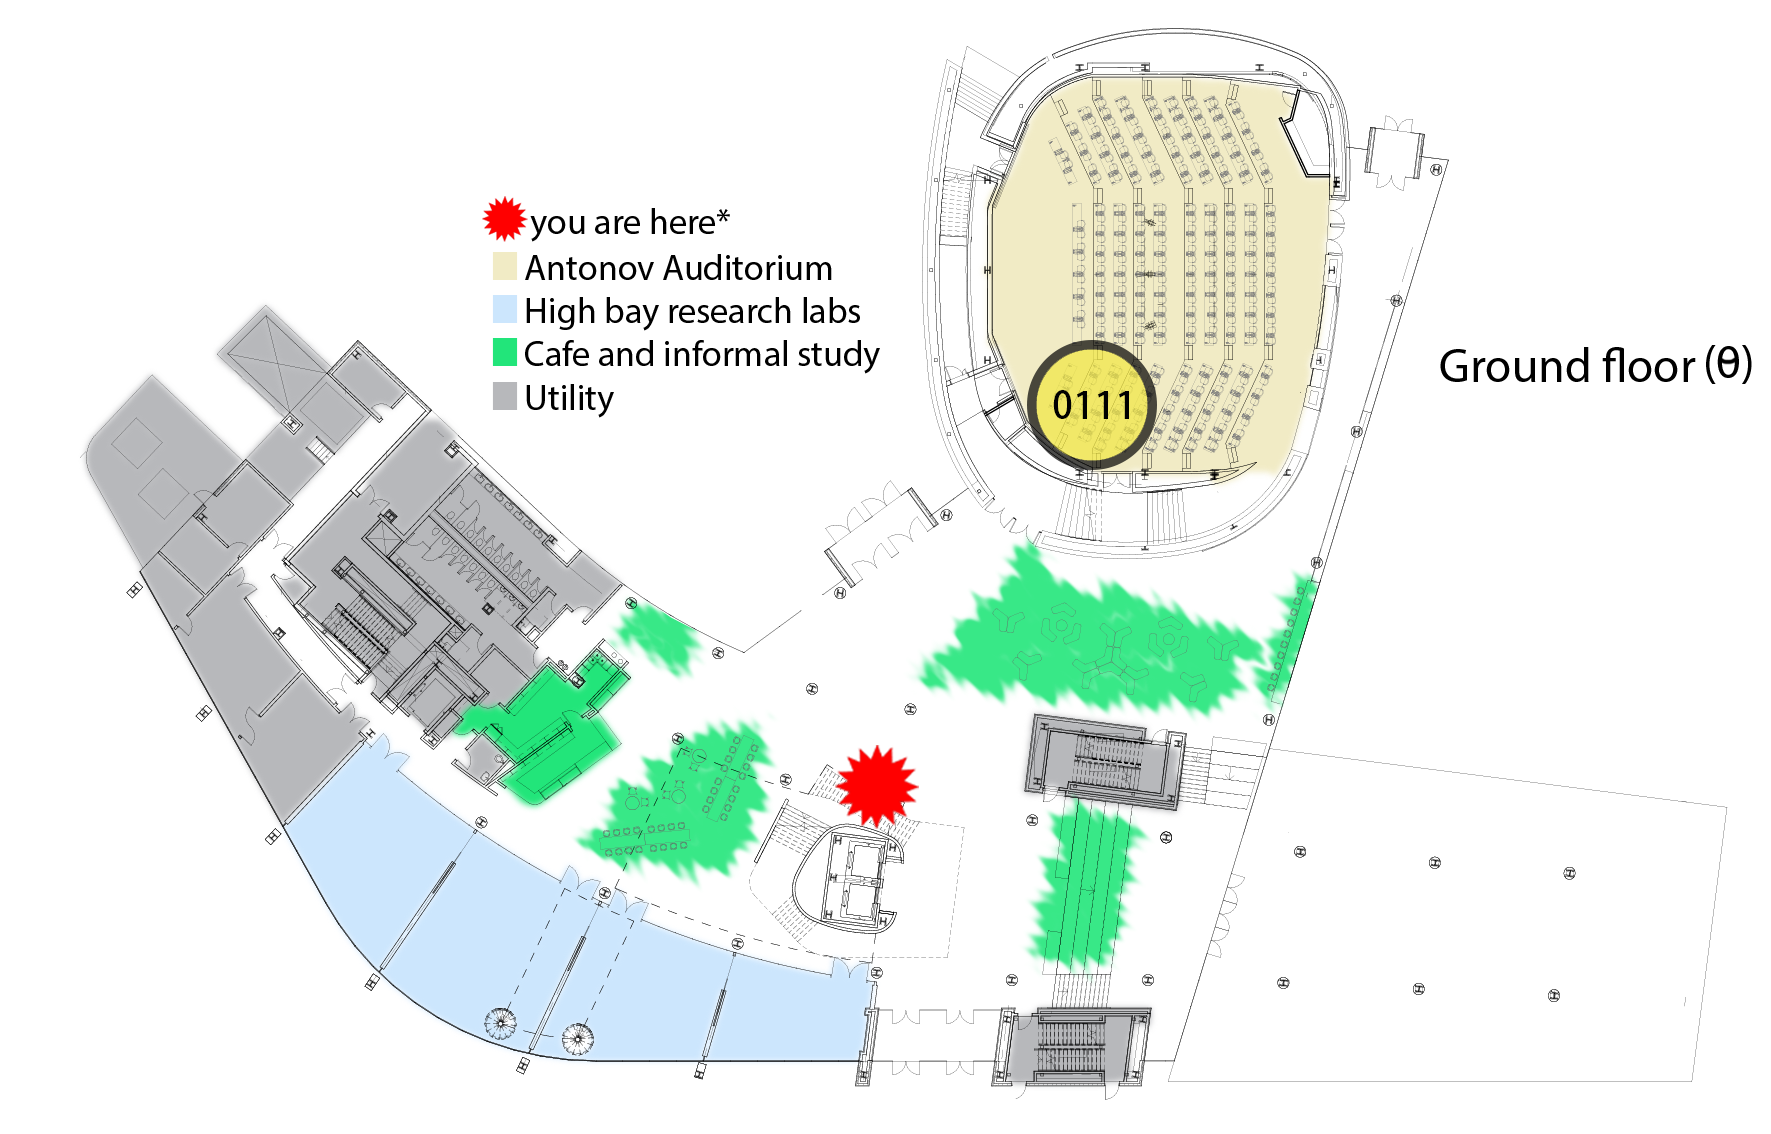 you are here*
Antonov Auditorium
High bay research labs
Cafe and informal study
Utility
Ground floor (θ)
0111